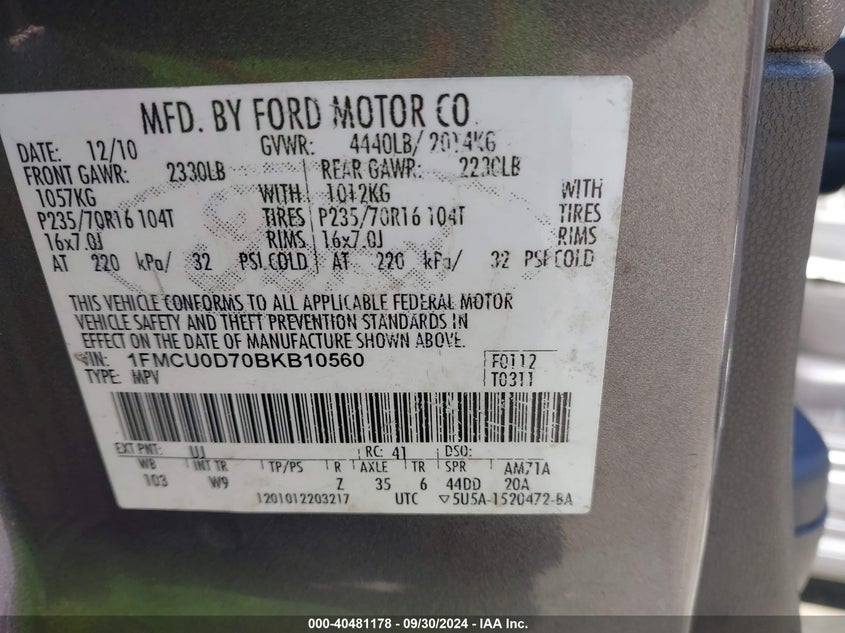 MFD. BY FORD MOTOR CO.
DATE: 12/10 GVWR: 4440LB/ 2014KG
FRONT GAWR: 2330LB REAR GAWR: 2230LB
1057KG WITH 1012KG WITH
P235/70R16 104T TIRES P235/70R16 104T TIRES
16x7.0J RIMS 16x7.0J RIMS
AT 220 kPa/ 32 PSI COLD AT 220 kPa/ 32 PSI COLD
THIS VEHICLE CONFORMS TO ALL APPLICABLE FEDERAL MOTOR
VEHICLE SAFETY AND THEFT PREVENTION STANDARDS IN
EFFECT ON THE DATE OF MANUFACTURE SHOWN ABOVE.
VIN: 1FMCU0D70BKB10560 F0112
TYPE: MPV T0311
EXT PNT: UJ RC: 41 DSO:
WB INT TR TP/PS R AXLE TR SPR AM71A
103 W9 Z 35 6 44DD 20A
1201012203217 UTC ▽5U5A-1520472-BA
000-40481178 - 09/30/2024 - IAA Inc.